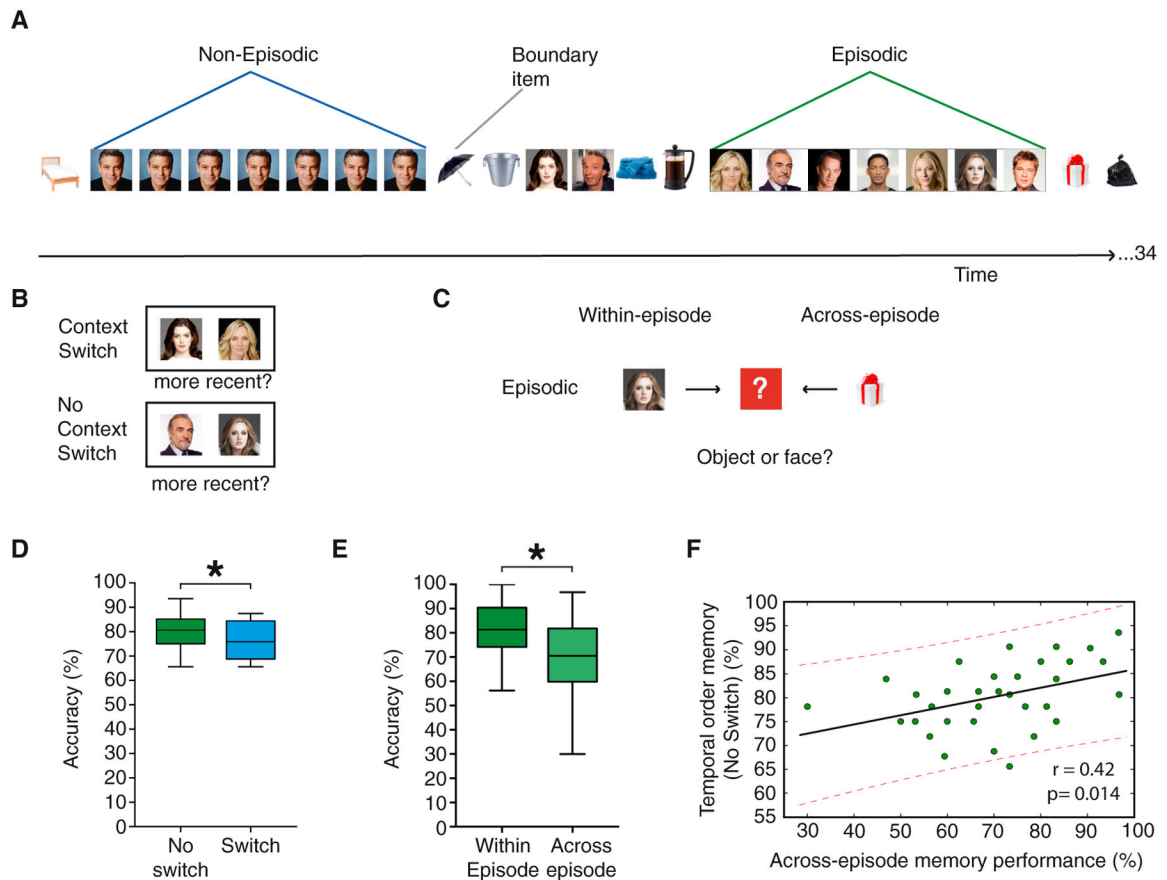 A
Non-Episodic
Boundary
item
Episodic
...34
Time
B
Context
Switch
more recent?
No
Context
Switch
more recent?
C
Within-episode
Across-episode
Episodic
?
Object or face?
D
*
Accuracy (%)
100
90
80
70
60
50
40
30
20
10
0
No
switch
Switch
E
*
Accuracy (%)
100
90
80
70
60
50
40
30
20
10
0
Within
Episode
Across
episode
F
Temporal order memory
(No Switch) (%)
100
95
90
85
80
75
70
65
60
55
r = 0.42
p= 0.014
30 40 50 60 70 80 90 100
Across-episode memory performance (%)